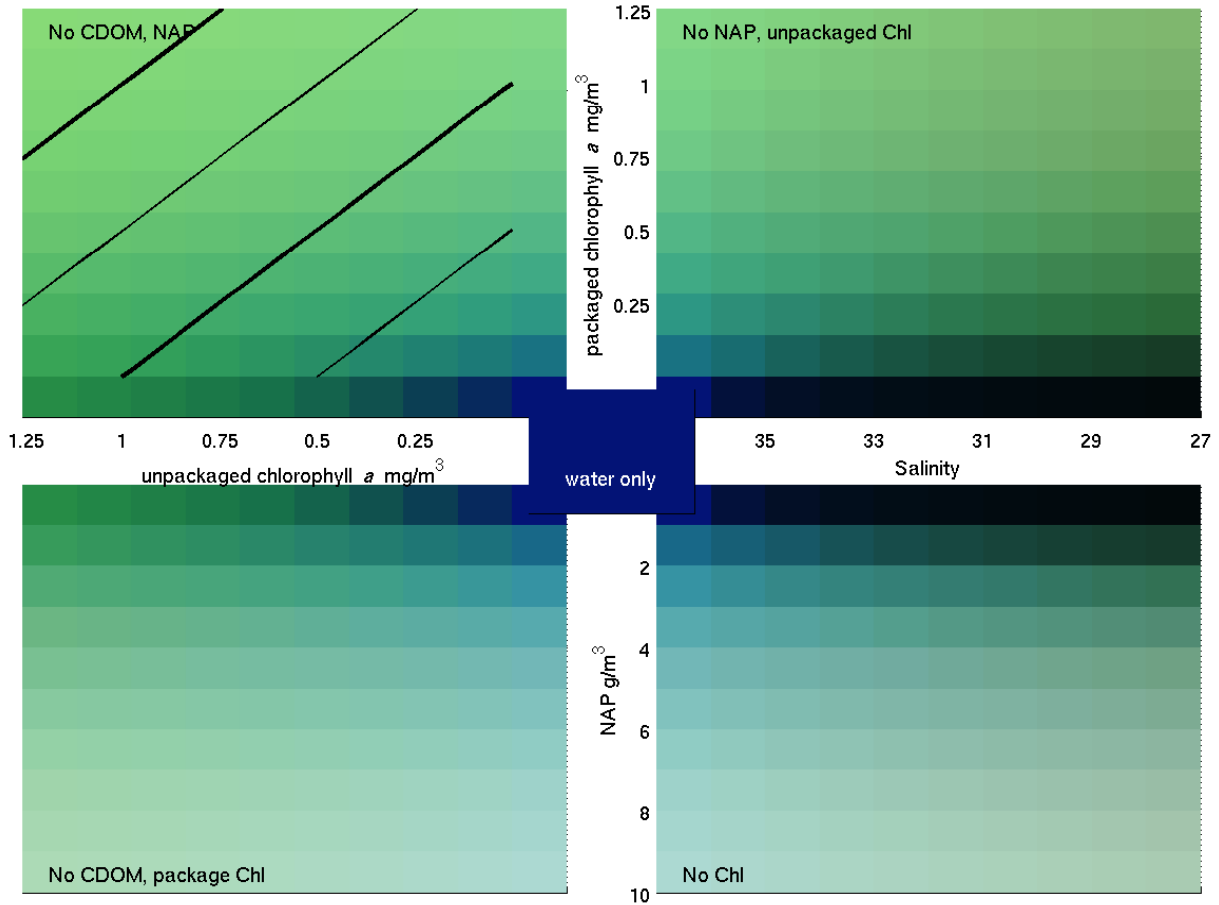 No CDOM, NAP
No NAP, unpackaged Chl
1.25
1
0.75
0.5
0.25
packaged chlorophyll a mg/m³
1.25 1 0.75 0.5 0.25
unpackaged chlorophyll a mg/m³
35 33 31 29 27
Salinity
water only
2
4
6
8
10
NAP g/m³
No CDOM, package Chl
No Chl